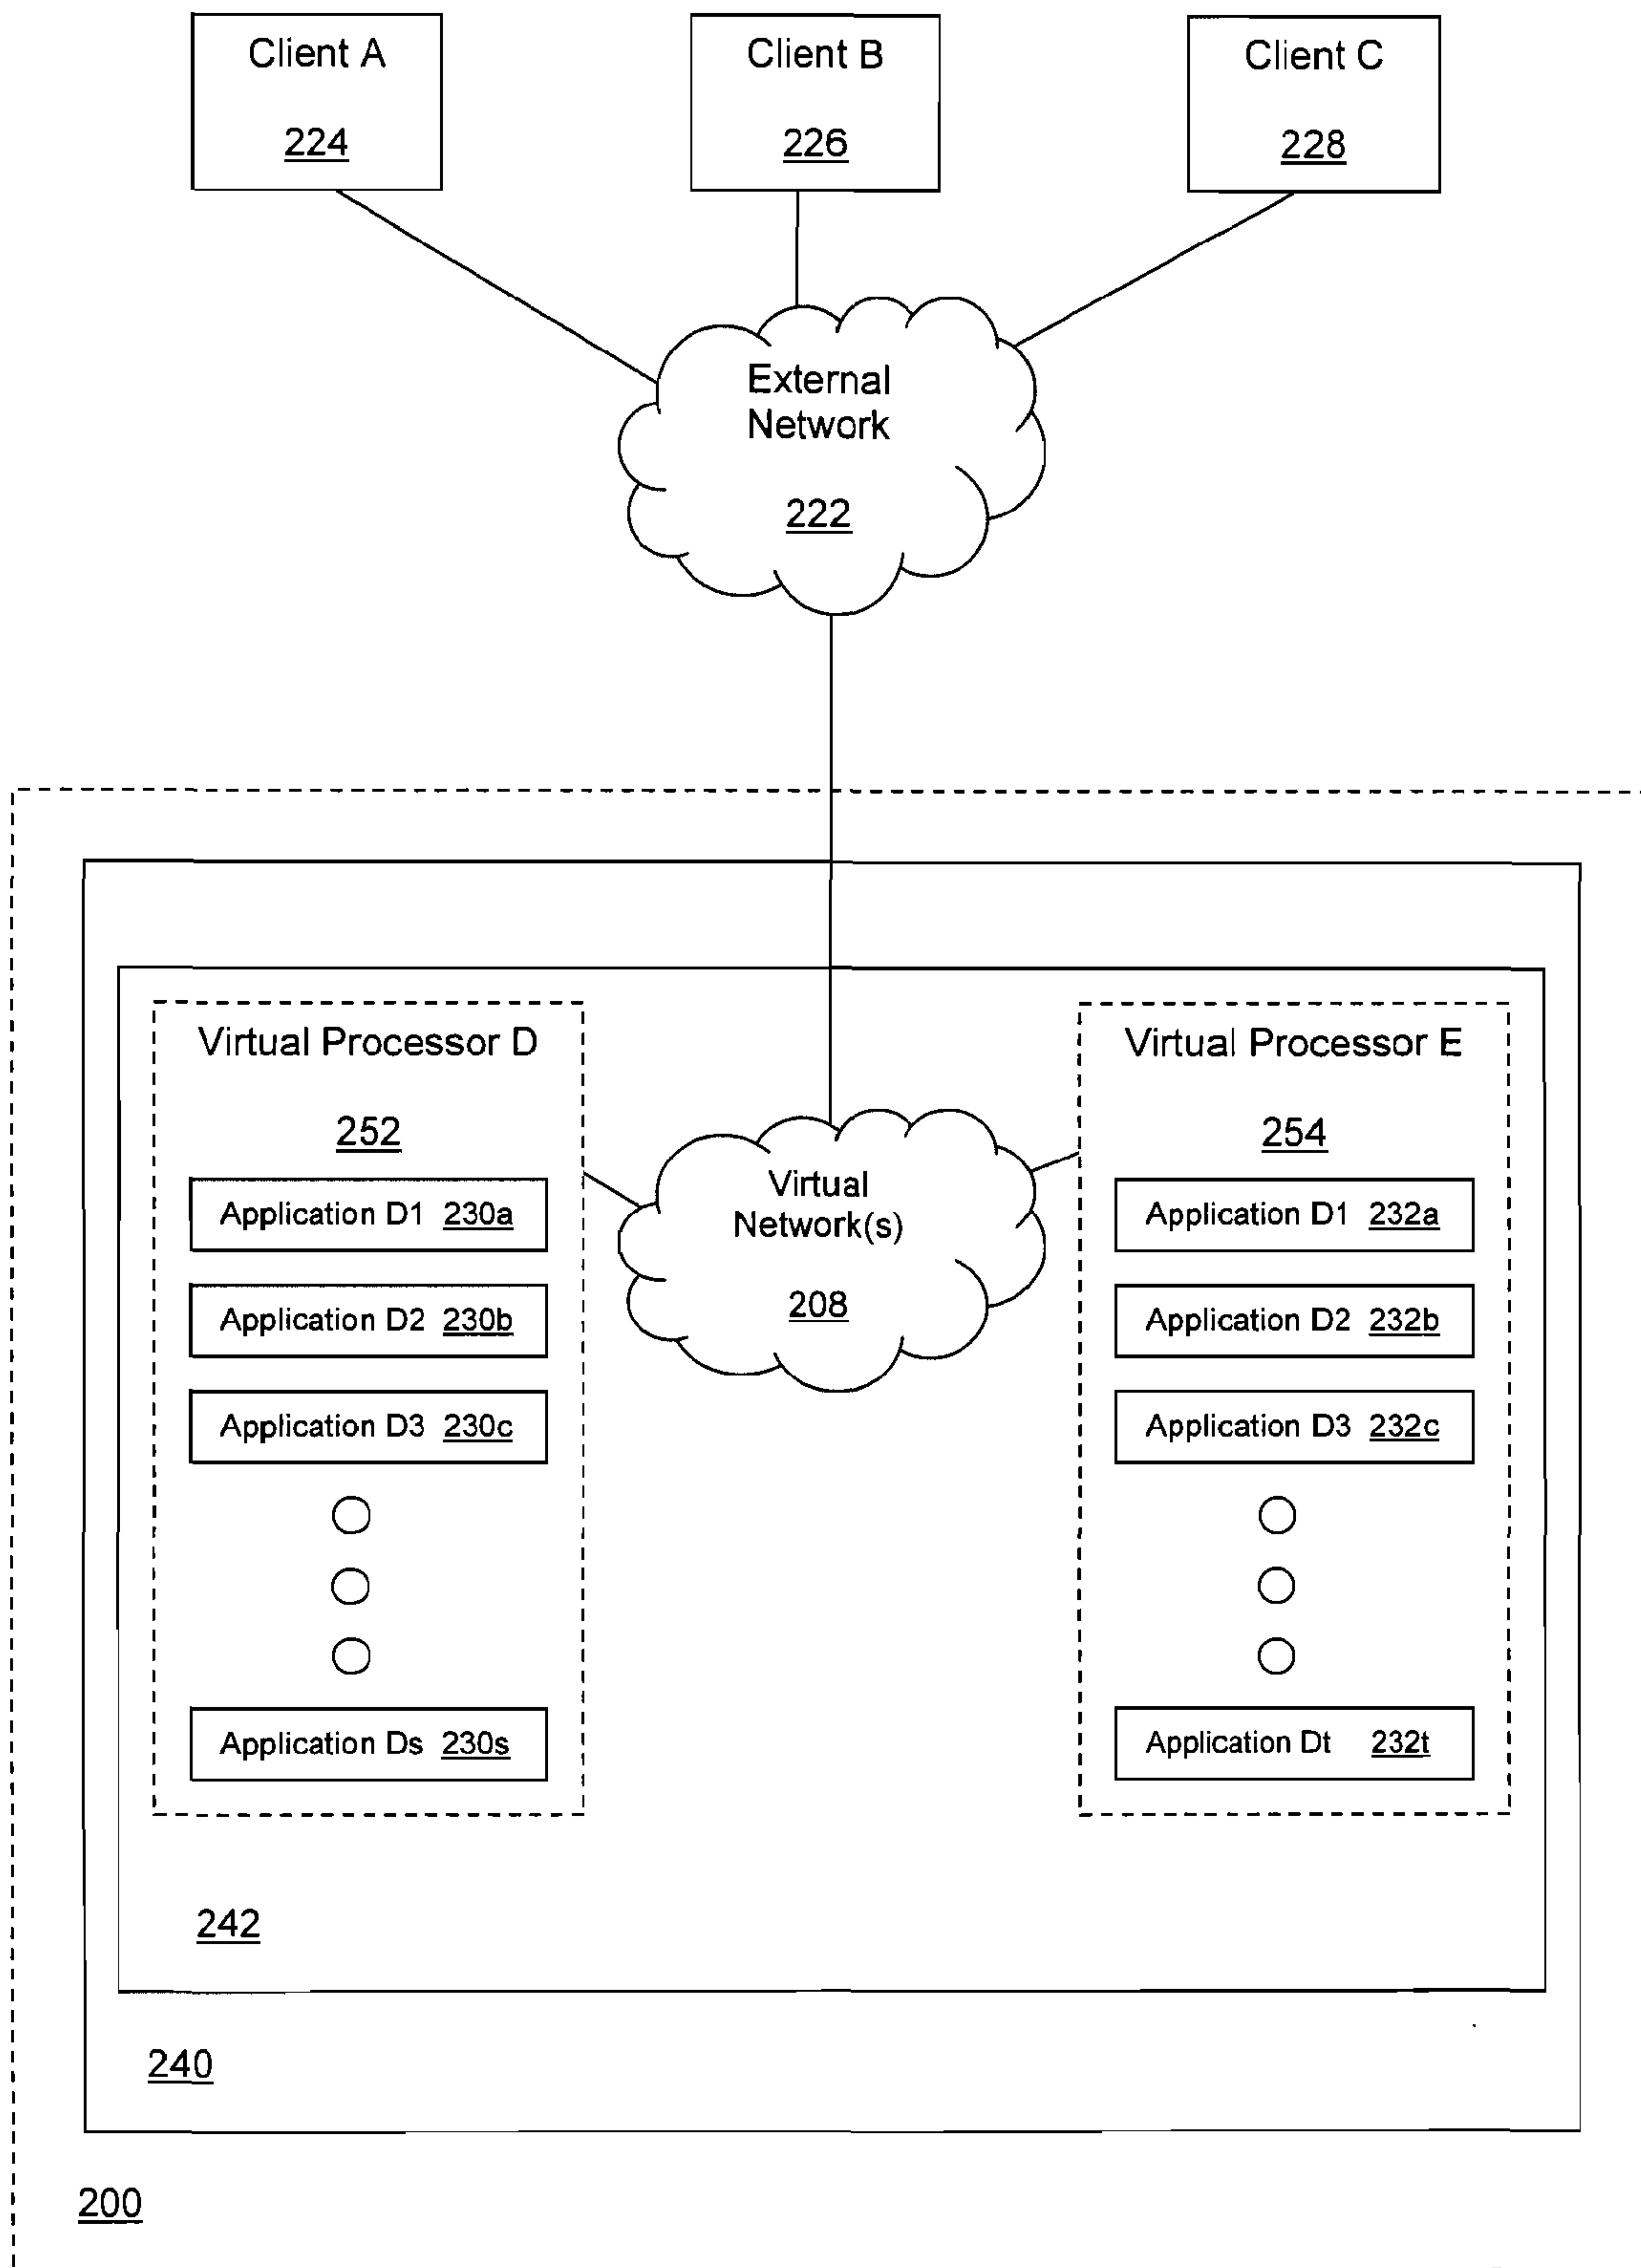 Client A
224
Client B
226
Client C
228
External
Network
222
Virtual Processor D
252
Application D1 230a
Application D2 230b
Application D3 230c
Application Ds 230s
Virtual
Network(s)
208
Virtual Processor E
254
Application D1 232a
Application D2 232b
Application D3 232c
Application Dt 232t
242
240
200